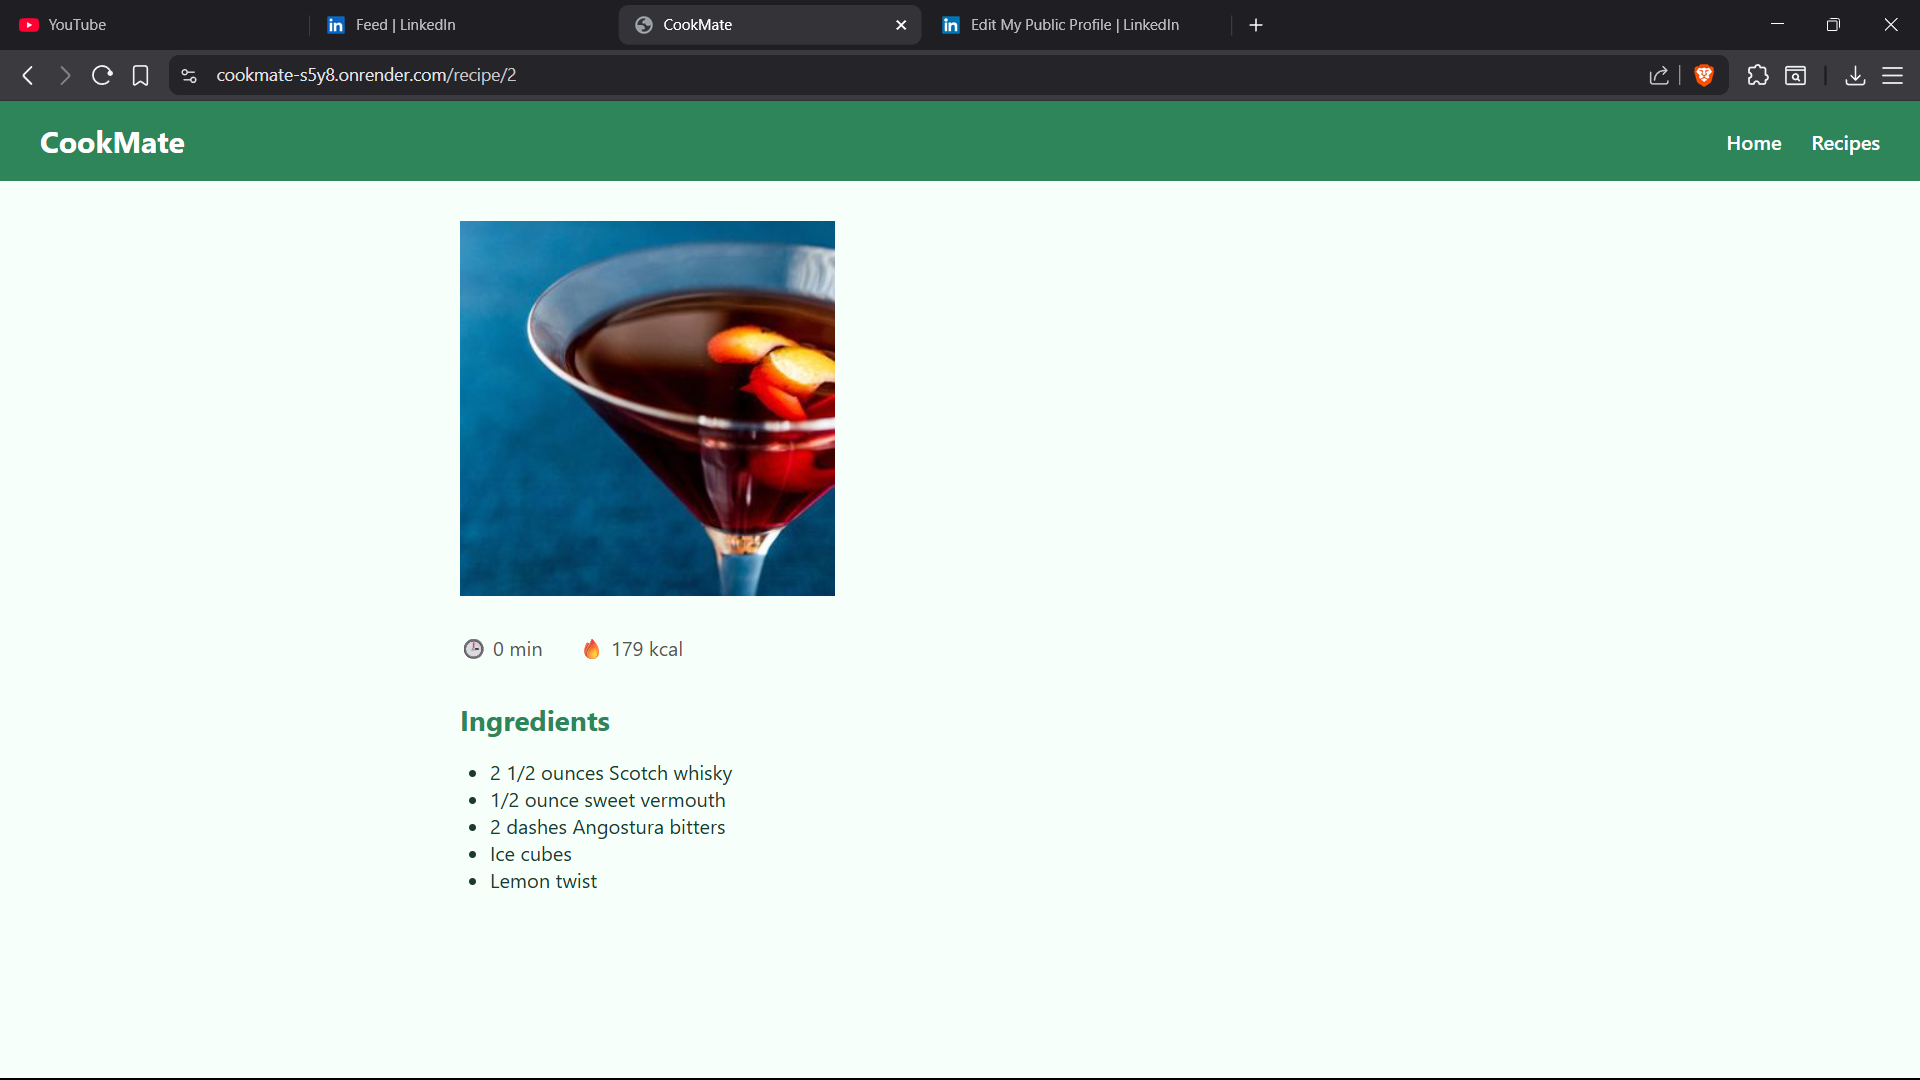 YouTube
Feed | LinkedIn
CookMate
Edit My Public Profile | LinkedIn
cookmate-s5y8.onrender.com/recipe/2
CookMate
Home
Recipes
0 min
179 kcal
Ingredients
2 1/2 ounces Scotch whisky
1/2 ounce sweet vermouth
2 dashes Angostura bitters
Ice cubes
Lemon twist